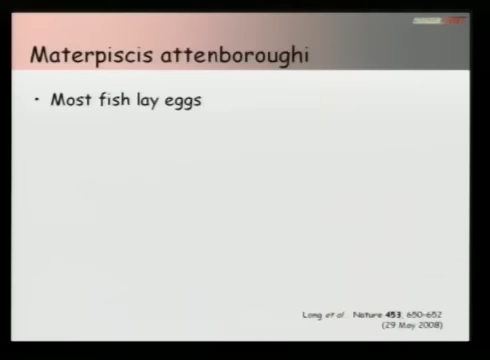 Materpiscis attenboroughi
• Most fish lay eggs
Long et al. Nature 453, 650-652
(29 May 2008)